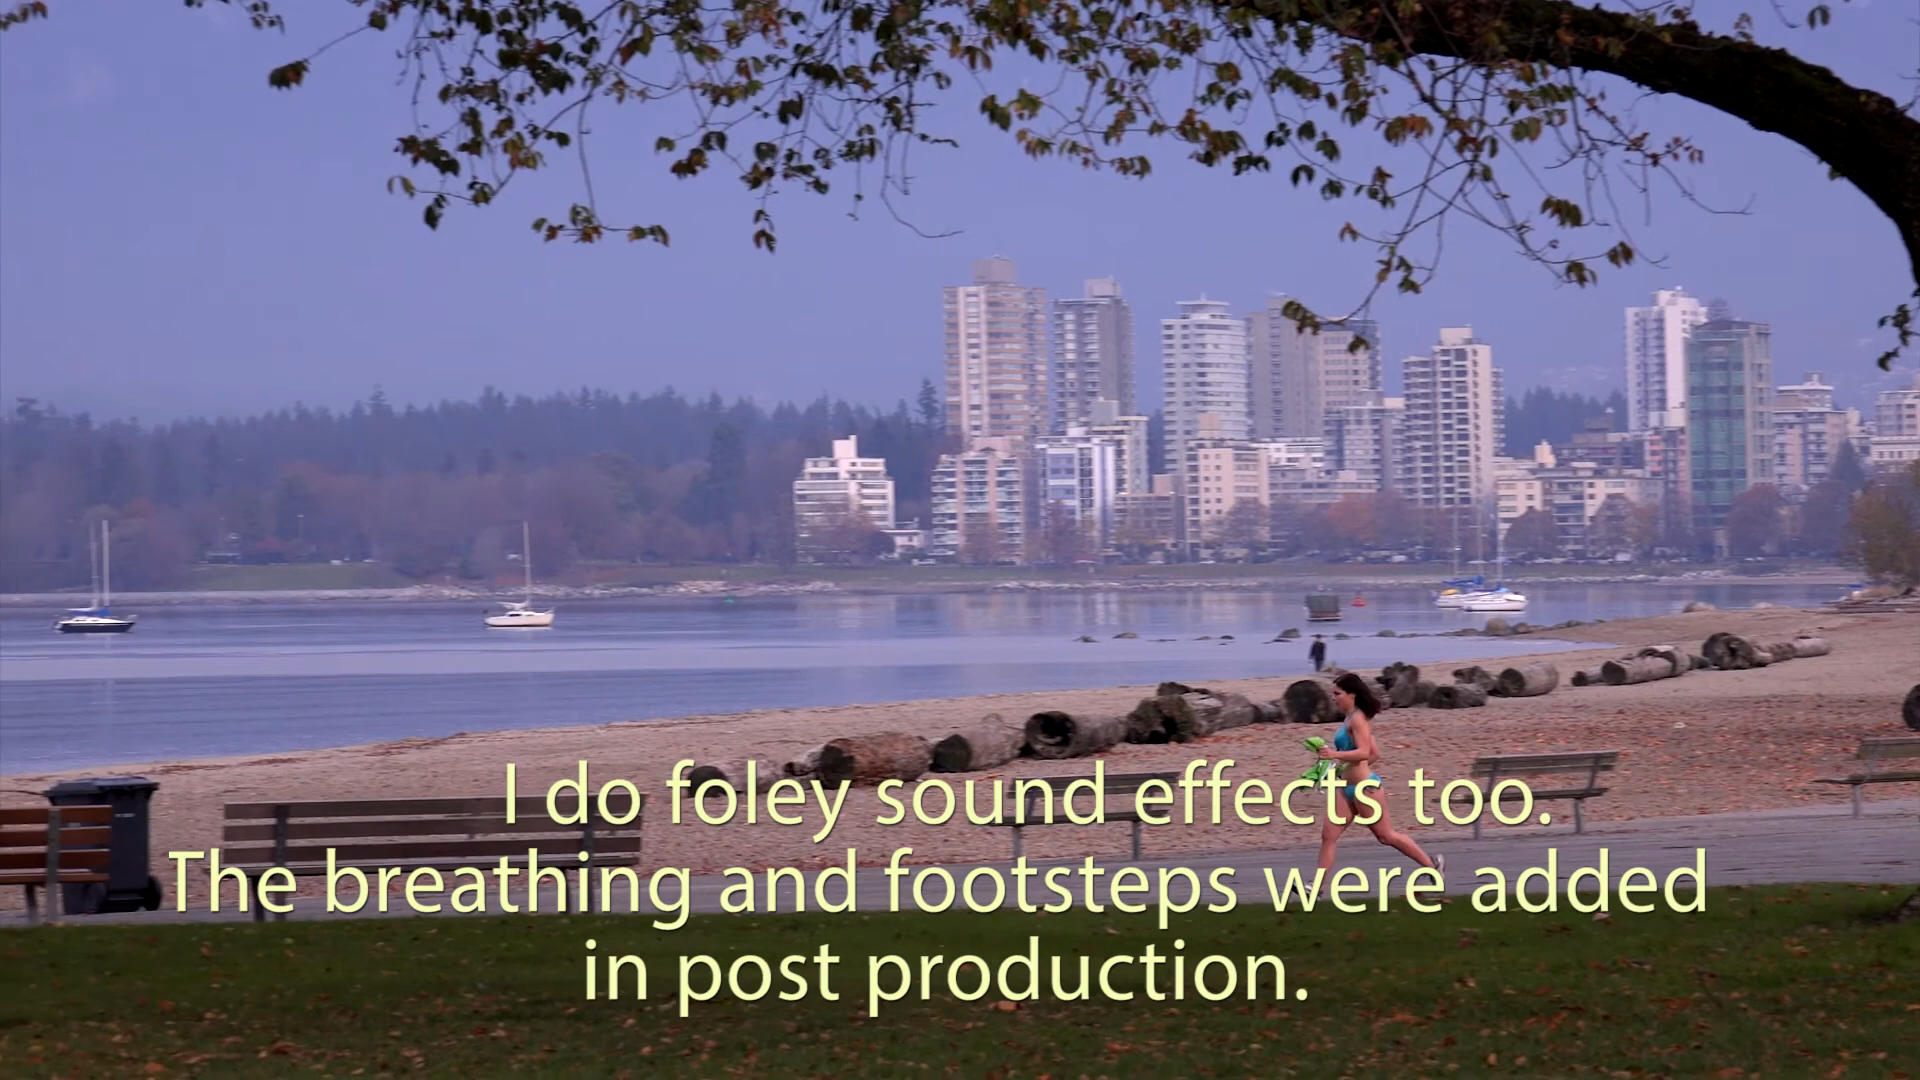 I do foley sound effects too.
The breathing and footsteps were added
in post production.